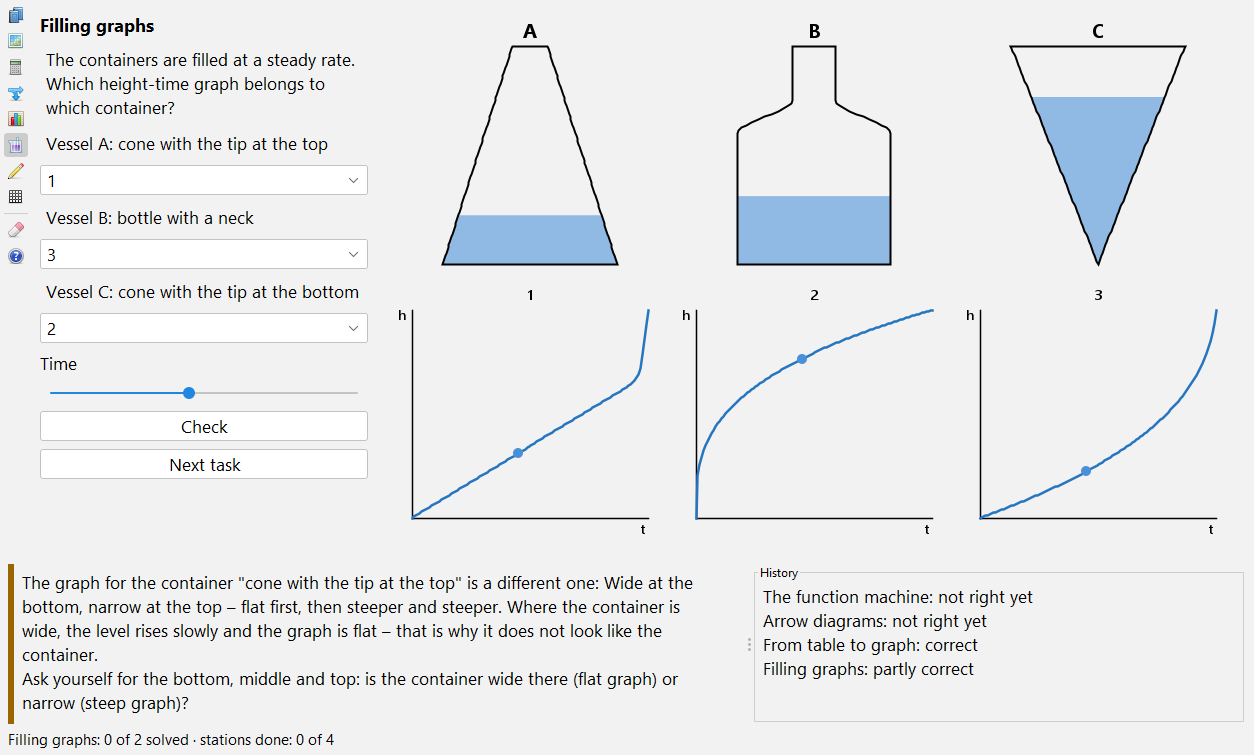 Filling graphs
The containers are filled at a steady rate.
Which height-time graph belongs to
which container?
Vessel A: cone with the tip at the top
1
Vessel B: bottle with a neck
3
Vessel C: cone with the tip at the bottom
2
Time
Check
Next task
A
B
C
1
2
3
h
t
h
t
h
t
The graph for the container "cone with the tip at the top" is a different one: Wide at the
bottom, narrow at the top – flat first, then steeper and steeper. Where the container is
wide, the level rises slowly and the graph is flat – that is why it does not look like the
container.
Ask yourself for the bottom, middle and top: is the container wide there (flat graph) or
narrow (steep graph)?
History
The function machine: not right yet
Arrow diagrams: not right yet
From table to graph: correct
Filling graphs: partly correct
Filling graphs: 0 of 2 solved · stations done: 0 of 4